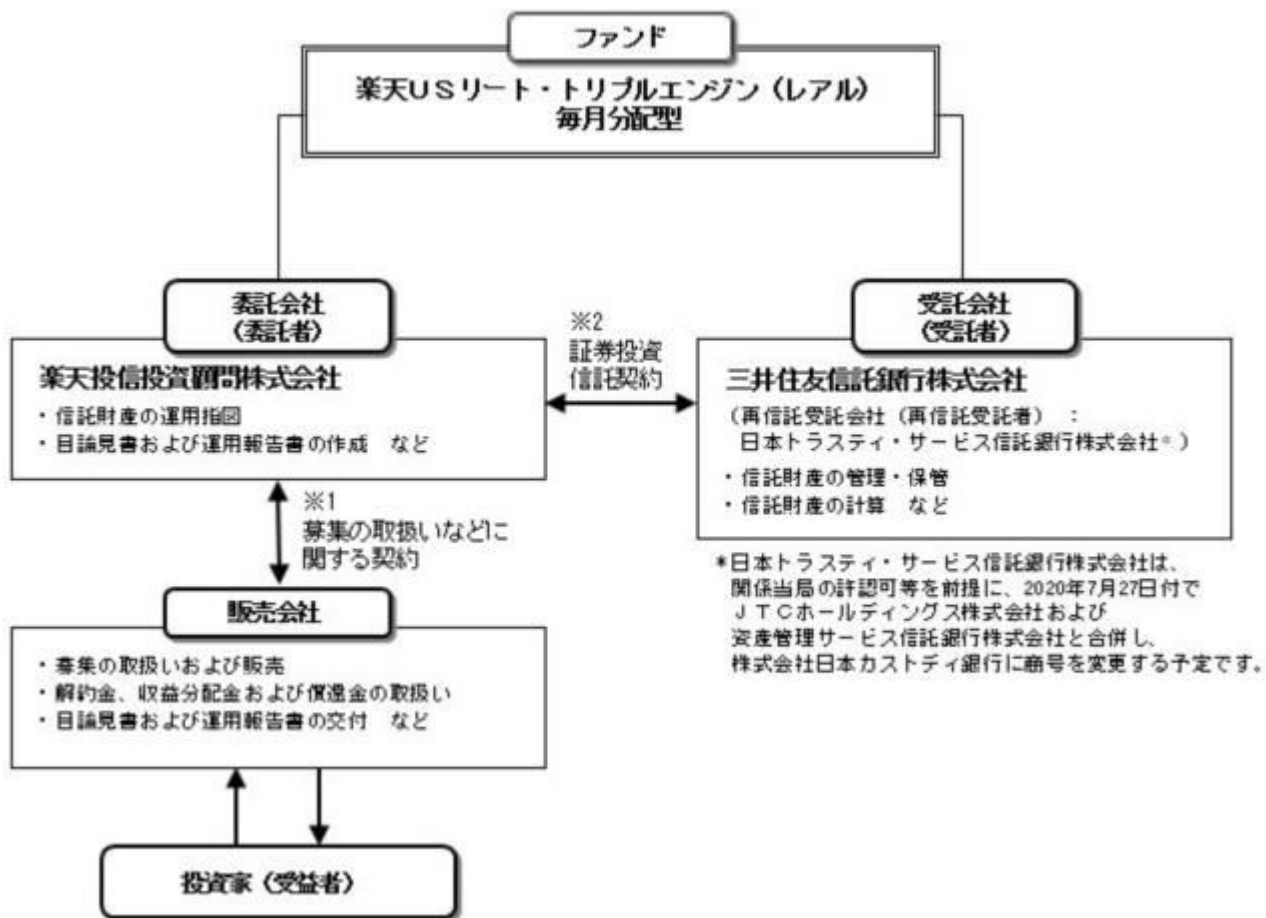 ファンド
楽天USリート・トリプルエンジン（レアル）
毎月分配型
委託会社
（委託者）
楽天投信投資顧問株式会社
・信託財産の運用指図
・目論見書および運用報告書の作成　など
※2
証券投資
信託契約
受託会社
（受託者）
三井住友信託銀行株式会社
（再信託受託会社（再信託受託者）：
日本トラスティ・サービス信託銀行株式会社*）
・信託財産の管理・保管
・信託財産の計算　など
※1
募集の取扱いなどに
関する契約
*日本トラスティ・サービス信託銀行株式会社は、
関係当局の許認可等を前提に、2020年7月27日付で
JTCホールディングス株式会社および
資産管理サービス信託銀行株式会社と合併し、
株式会社日本カストディ銀行に商号を変更する予定です。
販売会社
・募集の取扱いおよび販売
・解約金、収益分配金および償還金の取扱い
・目論見書および運用報告書の交付　など
投資家（受益者）